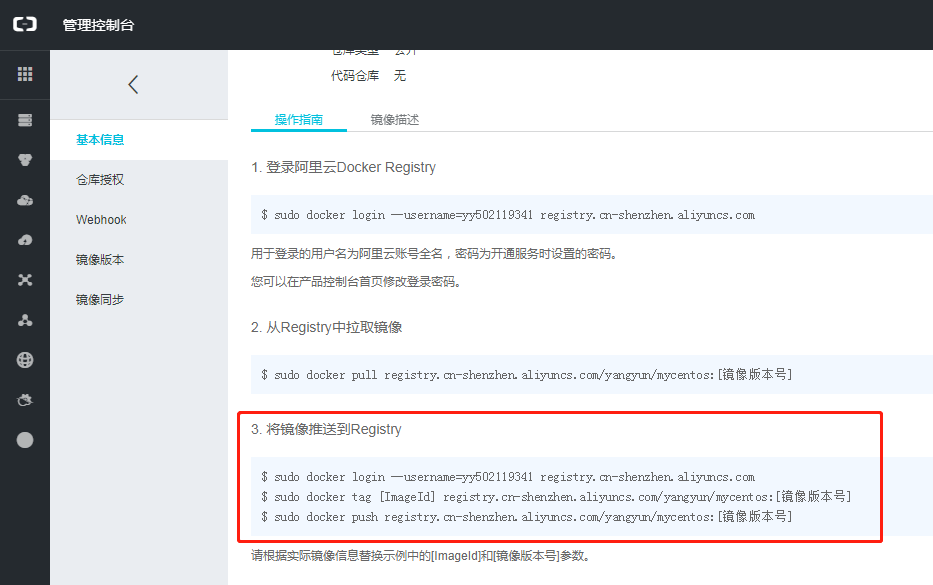 管理控制台
仓库类型 公开
代码仓库 无
基本信息
仓库授权
Webhook
镜像版本
镜像同步
操作指南 镜像描述
1. 登录阿里云Docker Registry
$ sudo docker login --username=yy502119341 registry.cn-shenzhen.aliyuncs.com
用于登录的用户名为阿里云账号全名，密码为开通服务时设置的密码。
您可以在产品控制台首页修改登录密码。
2. 从Registry中拉取镜像
$ sudo docker pull registry.cn-shenzhen.aliyuncs.com/yangyun/mycentos:[镜像版本号]
3. 将镜像推送到Registry
$ sudo docker login --username=yy502119341 registry.cn-shenzhen.aliyuncs.com
$ sudo docker tag [ImageId] registry.cn-shenzhen.aliyuncs.com/yangyun/mycentos:[镜像版本号]
$ sudo docker push registry.cn-shenzhen.aliyuncs.com/yangyun/mycentos:[镜像版本号]
请根据实际镜像信息替换示例中的[ImageId]和[镜像版本号]参数。